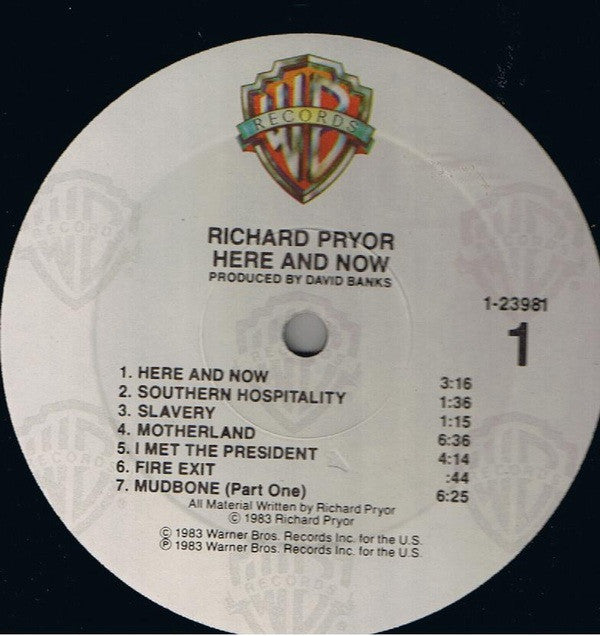 WB
RECORDS
RICHARD PRYOR
HERE AND NOW
PRODUCED BY DAVID BANKS
1-23981
1
1. HERE AND NOW 3:16
2. SOUTHERN HOSPITALITY 1:36
3. SLAVERY 1:15
4. MOTHERLAND 6:36
5. I MET THE PRESIDENT 4:14
6. FIRE EXIT :44
7. MUDBONE (Part One) 6:25
All Material Written by Richard Pryor
© 1983 Richard Pryor
© 1983 Warner Bros. Records Inc. for the U.S.
℗ 1983 Warner Bros. Records Inc. for the U.S.